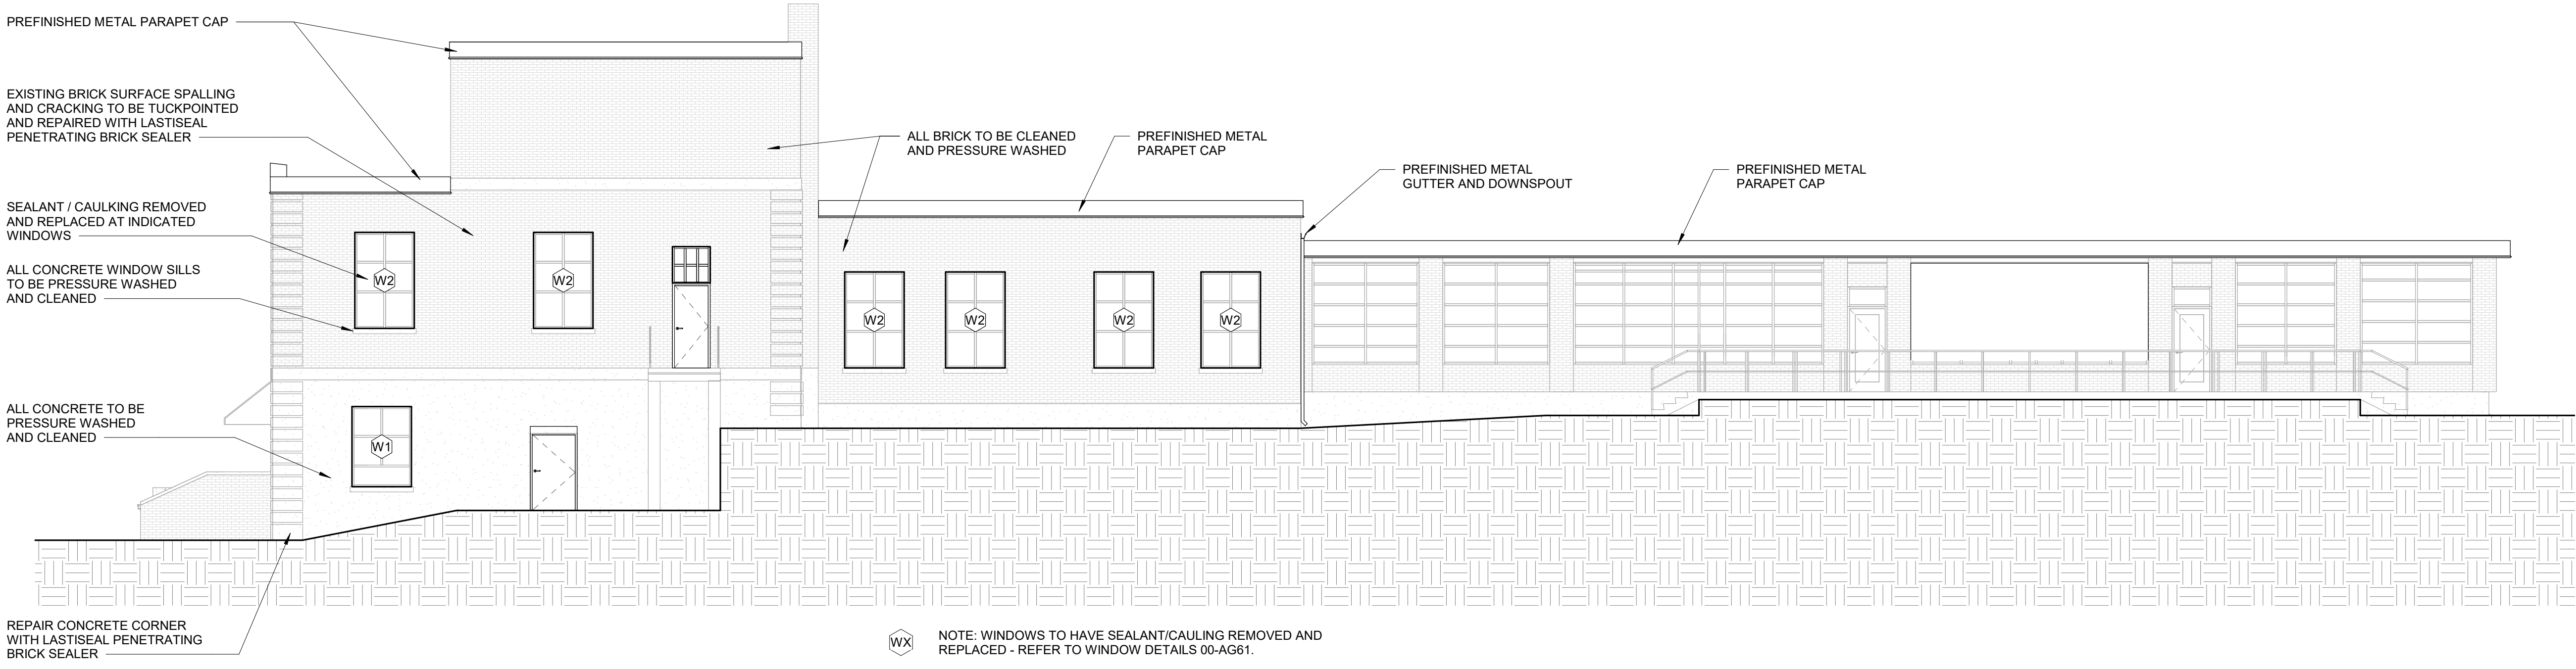 PREFINISHED METAL PARAPET CAP
EXISTING BRICK SURFACE SPALLING
AND CRACKING TO BE TUCKPOINTED
AND REPAIRED WITH LASTISEAL
PENETRATING BRICK SEALER
SEALANT / CAULKING REMOVED
AND REPLACED AT INDICATED
WINDOWS
ALL CONCRETE WINDOW SILLS
TO BE PRESSURE WASHED
AND CLEANED
ALL CONCRETE TO BE
PRESSURE WASHED
AND CLEANED
REPAIR CONCRETE CORNER
WITH LASTISEAL PENETRATING
BRICK SEALER
W2
W2
W1
ALL BRICK TO BE CLEANED
AND PRESSURE WASHED
PREFINISHED METAL
PARAPET CAP
W2
W2
W2
W2
PREFINISHED METAL
GUTTER AND DOWNSPOUT
PREFINISHED METAL
PARAPET CAP
WX
NOTE: WINDOWS TO HAVE SEALANT/CAULING REMOVED AND
REPLACED - REFER TO WINDOW DETAILS 00-AG61.